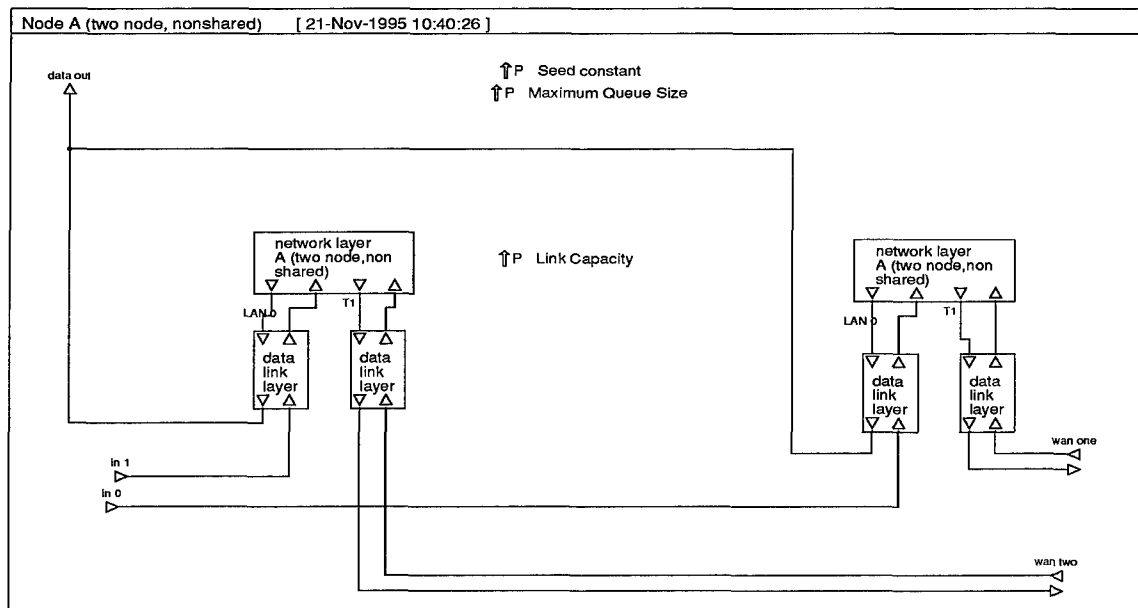 Node A (two node, nonshared) [ 21-Nov-1995 10:40:26 ]
data out
⇑P Seed constant
⇑P Maximum Queue Size
network layer
A (two node,non
shared)
⇑P Link Capacity
network layer
A (two node,non
shared)
LAN 0
T1
LAN 0
T1
data
link
layer
data
link
layer
data
link
layer
data
link
layer
wan one
in 1
in 0
wan two